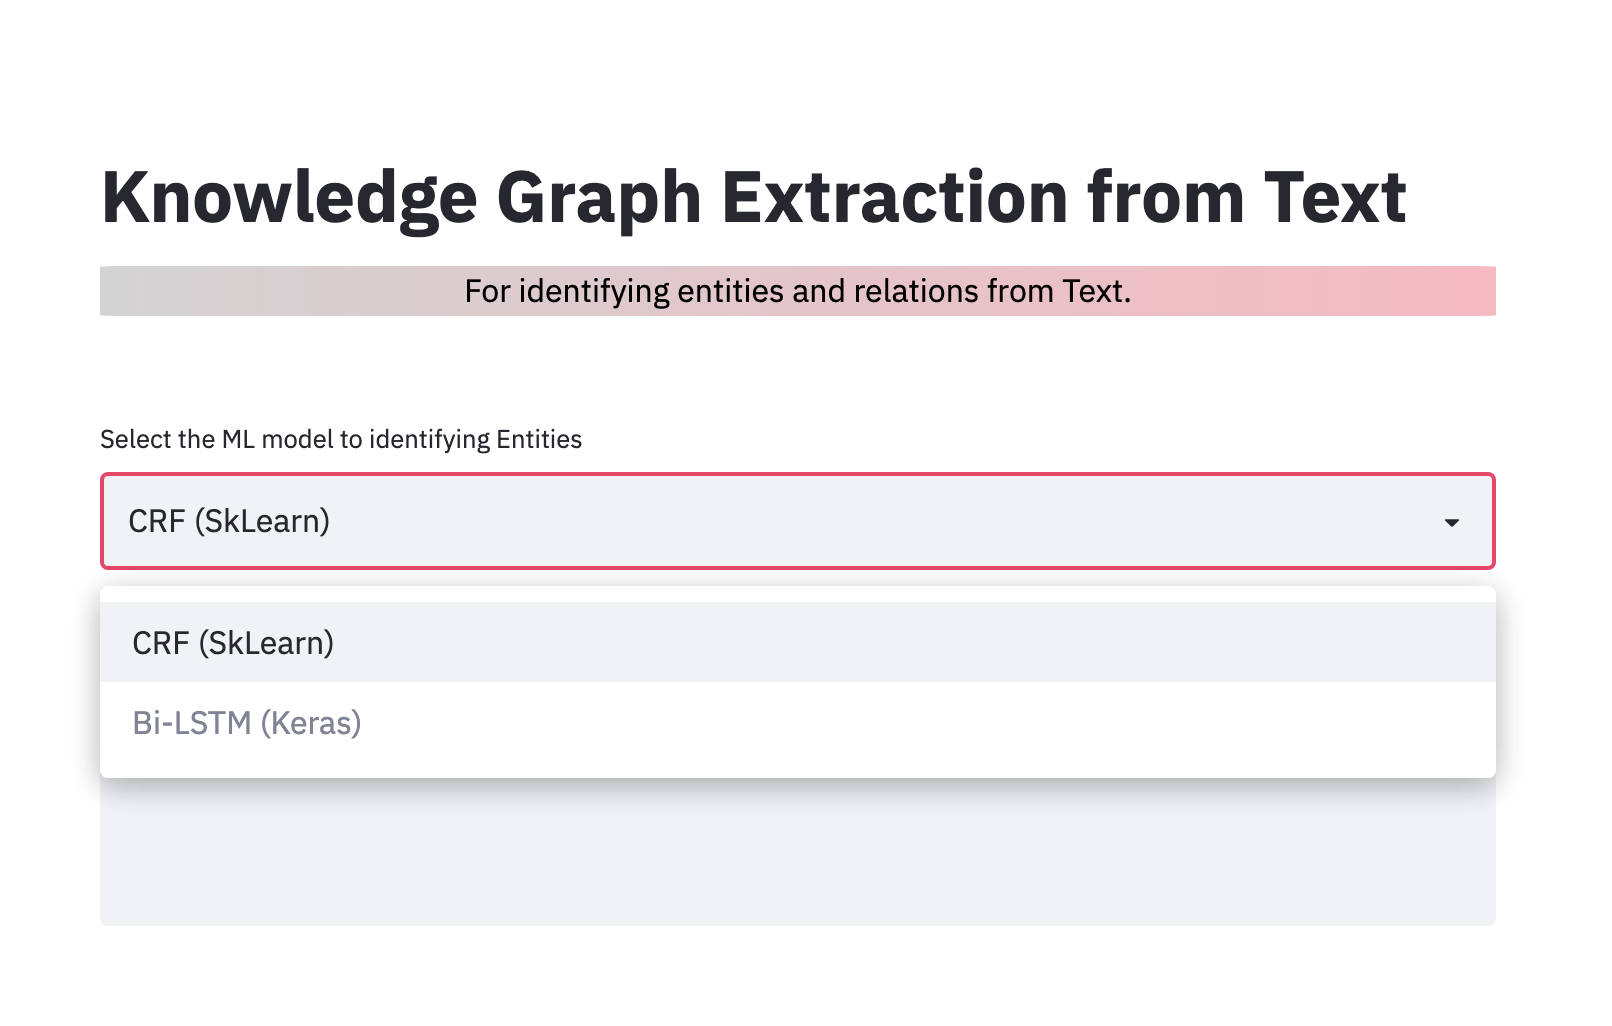 Knowledge Graph Extraction from Text
For identifying entities and relations from Text.
Select the ML model to identifying Entities
CRF (SkLearn)
CRF (SkLearn)
Bi-LSTM (Keras)